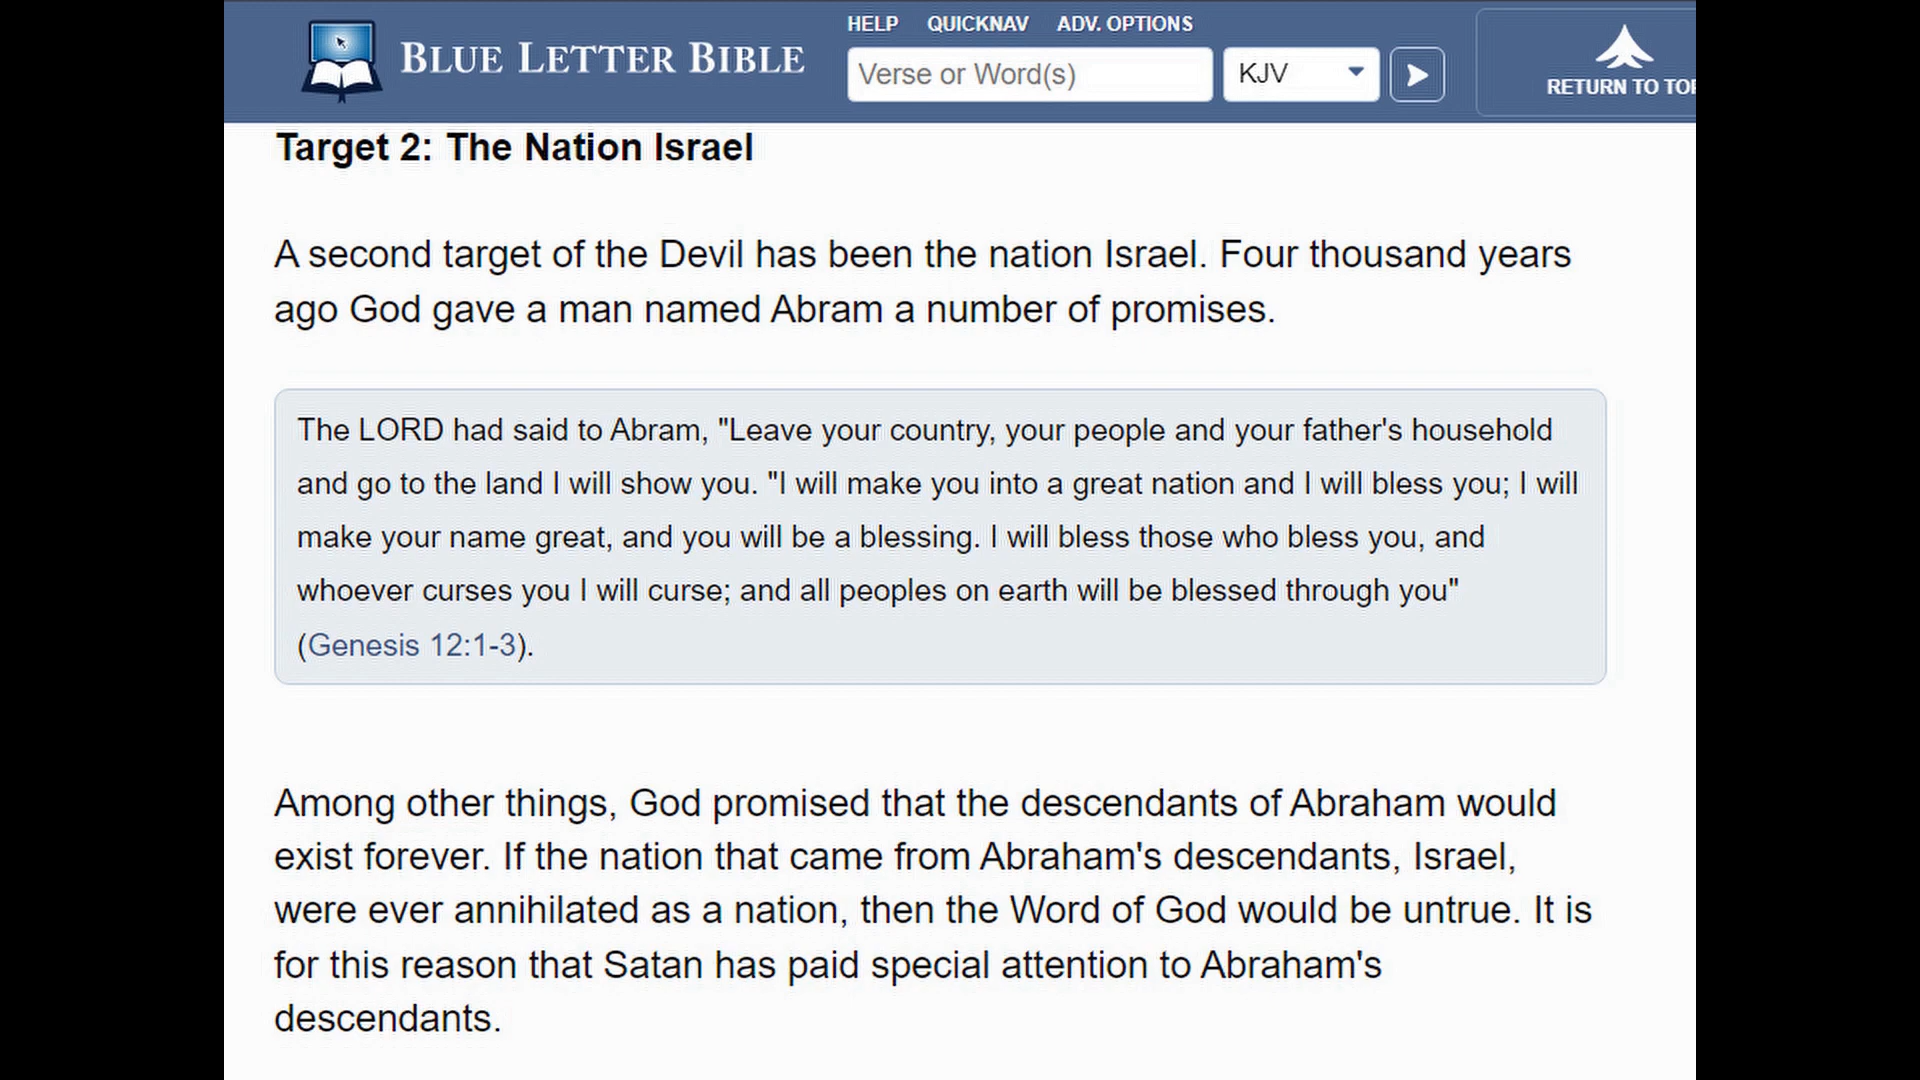 HELP QUICKNAV ADV. OPTIONS
BLUE LETTER BIBLE
Verse or Word(s)
KJV
RETURN TO TOP
Target 2: The Nation Israel
A second target of the Devil has been the nation Israel. Four thousand years
ago God gave a man named Abram a number of promises.
The LORD had said to Abram, "Leave your country, your people and your father's household
and go to the land I will show you. "I will make you into a great nation and I will bless you; I will
make your name great, and you will be a blessing. I will bless those who bless you, and
whoever curses you I will curse; and all peoples on earth will be blessed through you"
(Genesis 12:1-3).
Among other things, God promised that the descendants of Abraham would
exist forever. If the nation that came from Abraham's descendants, Israel,
were ever annihilated as a nation, then the Word of God would be untrue. It is
for this reason that Satan has paid special attention to Abraham's
descendants.